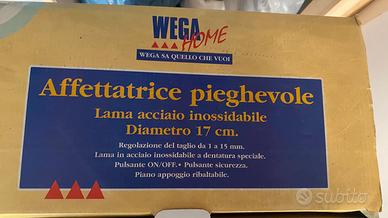 WEGA
HOME
WEGA SA QUELLO CHE VUOI
Affettatrice pieghevole
Lama acciaio inossidabile
Diametro 17 cm.
Regolazione del taglio da 1 a 15 mm.
Lama in acciaio inossidabile a dentatura speciale.
Pulsante ON/OFF. • Pulsante sicurezza.
Piano appoggio ribaltabile.
subito